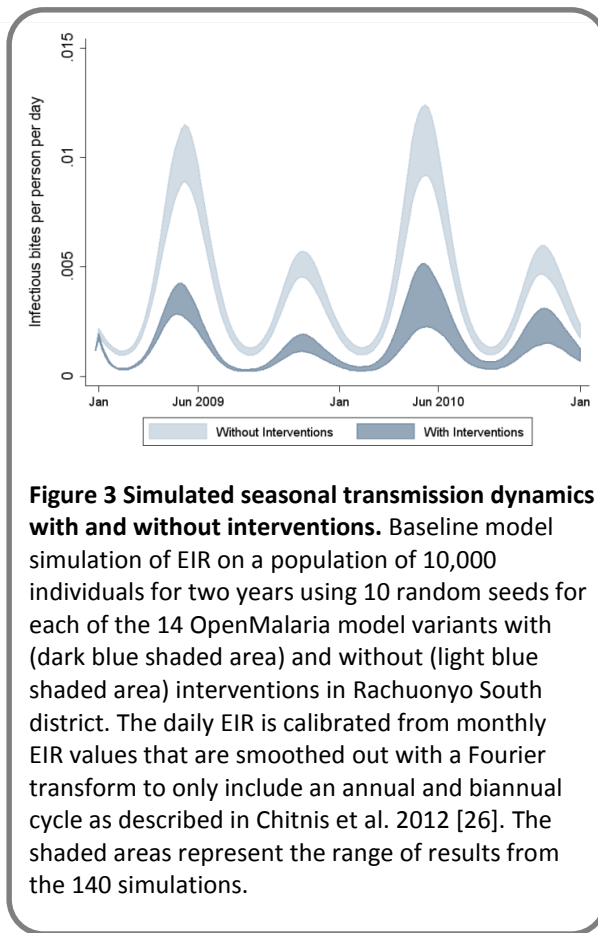 .015
.01
.005
0
Infectious bites per person per day
Jan
Jun 2009
Jan
Jun 2010
Jan
Without Interventions
With Interventions
Figure 3 Simulated seasonal transmission dynamics
with and without interventions. Baseline model
simulation of EIR on a population of 10,000
individuals for two years using 10 random seeds for
each of the 14 OpenMalaria model variants with
(dark blue shaded area) and without (light blue
shaded area) interventions in Rachuonyo South
district. The daily EIR is calibrated from monthly
EIR values that are smoothed out with a Fourier
transform to only include an annual and biannual
cycle as described in Chitnis et al. 2012 [26]. The
shaded areas represent the range of results from
the 140 simulations.